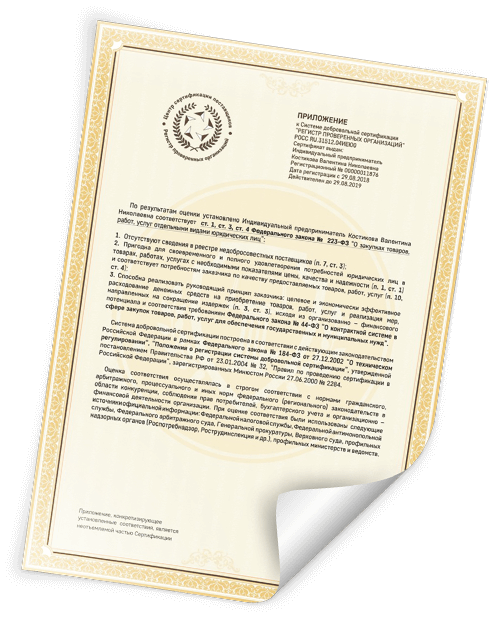 Центр сертификации поставщиков
Регистр проверенных организаций
ПРИЛОЖЕНИЕ
к Системе добровольной сертификации
"РЕГИСТР ПРОВЕРЕННЫХ ОРГАНИЗАЦИЙ"
РОСС RU.31512.04ИЕЮ0
Сертификат выдан:
Индивидуальный предприниматель
Костикова Валентина Николаевна
Регистрационный № 00000011876
Дата регистрации с 29.08.2018
Действителен до 29.08.2019
По результатам оценки установлено Индивидуальный предприниматель Костикова Валентина
Николаевна соответствует ст. 1, ст. 3, ст. 4 Федерального закона № 223-ФЗ "О закупках товаров,
работ, услуг отдельными видами юридических лиц":
1. Отсутствуют сведения в реестре недобросовестных поставщиков (п. 7, ст. 3);
2. Пригодна для своевременного и полного удовлетворения потребностей юридических лиц в
товарах, работах, услугах с необходимыми показателями цены, качества и надежности (п. 1, ст. 1)
и соответствует потребностям заказчика по качеству предоставляемых товаров, работ, услуг (п. 10,
ст. 4);
3. Способна реализовать руководящий принцип заказчика: целевое и экономически эффективное
расходование денежных средств на приобретение товаров, работ, услуг и реализация мер,
направленных на сокращение издержек (п. 3, ст. 3), исходя из организованно – финансового
потенциала и соответствия требованиям Федерального закона № 44-ФЗ "О контрактной системе в
сфере закупок товаров, работ, услуг для обеспечения государственных и муниципальных нужд".
Система добровольной сертификации построена в соответствии с действующим законодательством
Российской Федерации в рамках Федерального закона № 184-ФЗ от 27.12.2002 "О техническом
регулировании", "Положения о регистрации системы добровольной сертификации", утвержденной
постановлением Правительства РФ от 23.01.2004 № 32, "Правил по проведению сертификации в
Российской Федерации", зарегистрированных Минюстом России 27.06.2000 № 2284.
Оценка соответствия осуществлялась в строгом соответствии с нормами гражданского,
арбитражного, процессуального и иных норм федерального (регионального) законодательств в
области конкуренции, соблюдения прав потребителей, бухгалтерского учета и организационно –
финансовой деятельности организации. При оценке соответствия были использованы следующие
источники официальной информации: Федеральной налоговой службы, Федеральной антимонопольной
службы, Федерального арбитражного суда, Генеральной прокуратуры, Верховного суда, профильных
надзорных органов (Роспотребнадзор, Рострудинспекция и др.), профильных министерств и ведомств.
Приложение, конкретизирующее
установленные соответствия, является
неотъемлемой частью Сертификации